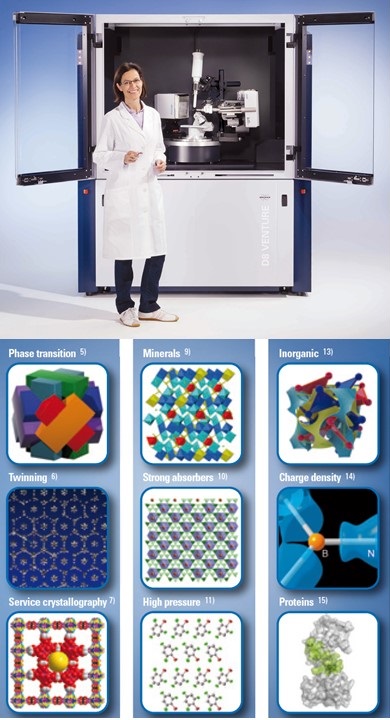 D8 VENTURE
Phase transition 5)
Minerals 9)
Inorganic 13)
Twinning 6)
Strong absorbers 10)
Charge density 14)
B
N
Service crystallography 7)
High pressure 11)
Proteins 15)